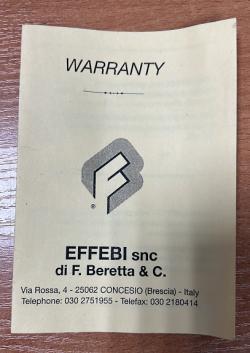 WARRANTY
®
EFFEBI snc
di F. Beretta & C.
Via Rossa, 4 - 25062 CONCESIO (Brescia) - Italy
Telephone: 030 2751955 - Telefax: 030 2180414